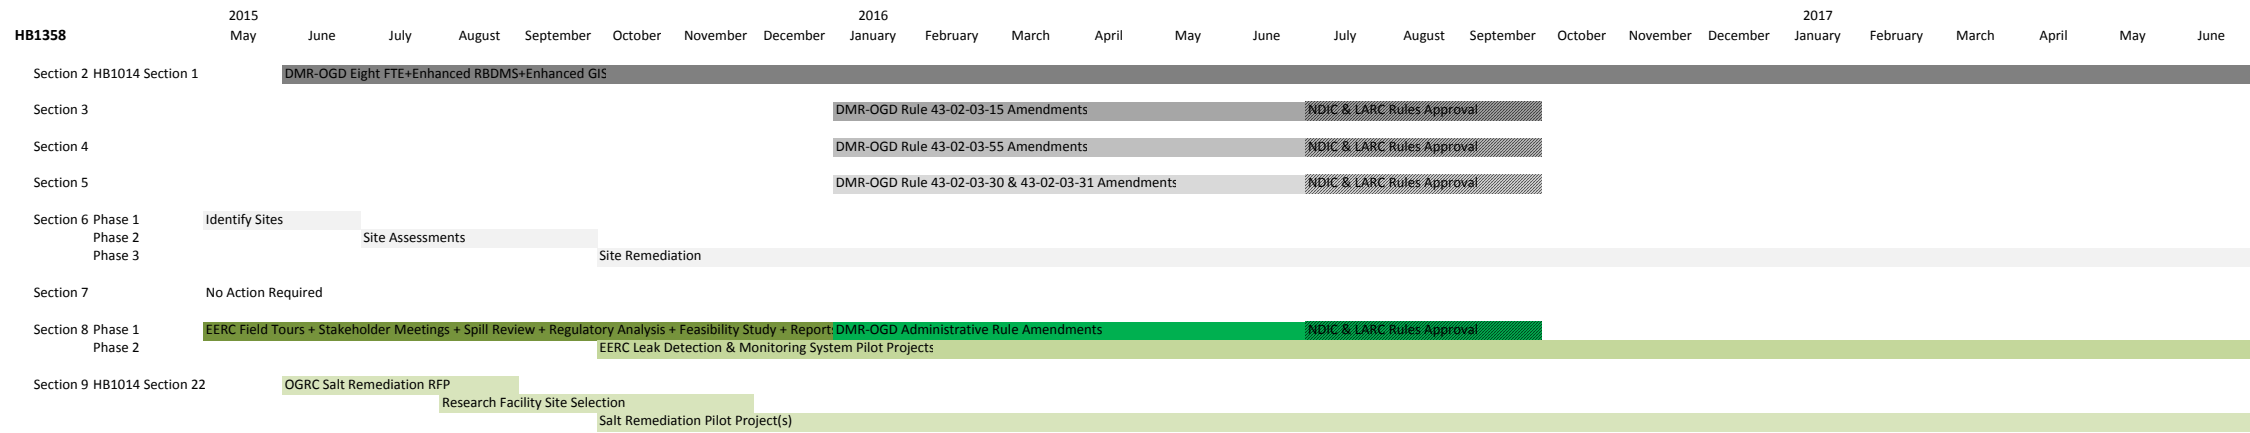 2015 2016 2017
HB1358 May June July August September October November December January February March April May June July August September October November December January February March April May June
Section 2 HB1014 Section 1 DMR-OGD Eight FTE+Enhanced RBDMS+Enhanced GIS
Section 3 DMR-OGD Rule 43-02-03-15 Amendments NDIC & LARC Rules Approval
Section 4 DMR-OGD Rule 43-02-03-55 Amendments NDIC & LARC Rules Approval
Section 5 DMR-OGD Rule 43-02-03-30 & 43-02-03-31 Amendments NDIC & LARC Rules Approval
Section 6 Phase 1 Identify Sites
Phase 2 Site Assessments
Phase 3 Site Remediation
Section 7 No Action Required
Section 8 Phase 1 EERC Field Tours + Stakeholder Meetings + Spill Review + Regulatory Analysis + Feasibility Study + Report DMR-OGD Administrative Rule Amendments NDIC & LARC Rules Approval
Phase 2 EERC Leak Detection & Monitoring System Pilot Projects
Section 9 HB1014 Section 22 OGRC Salt Remediation RFP
Research Facility Site Selection
Salt Remediation Pilot Project(s)